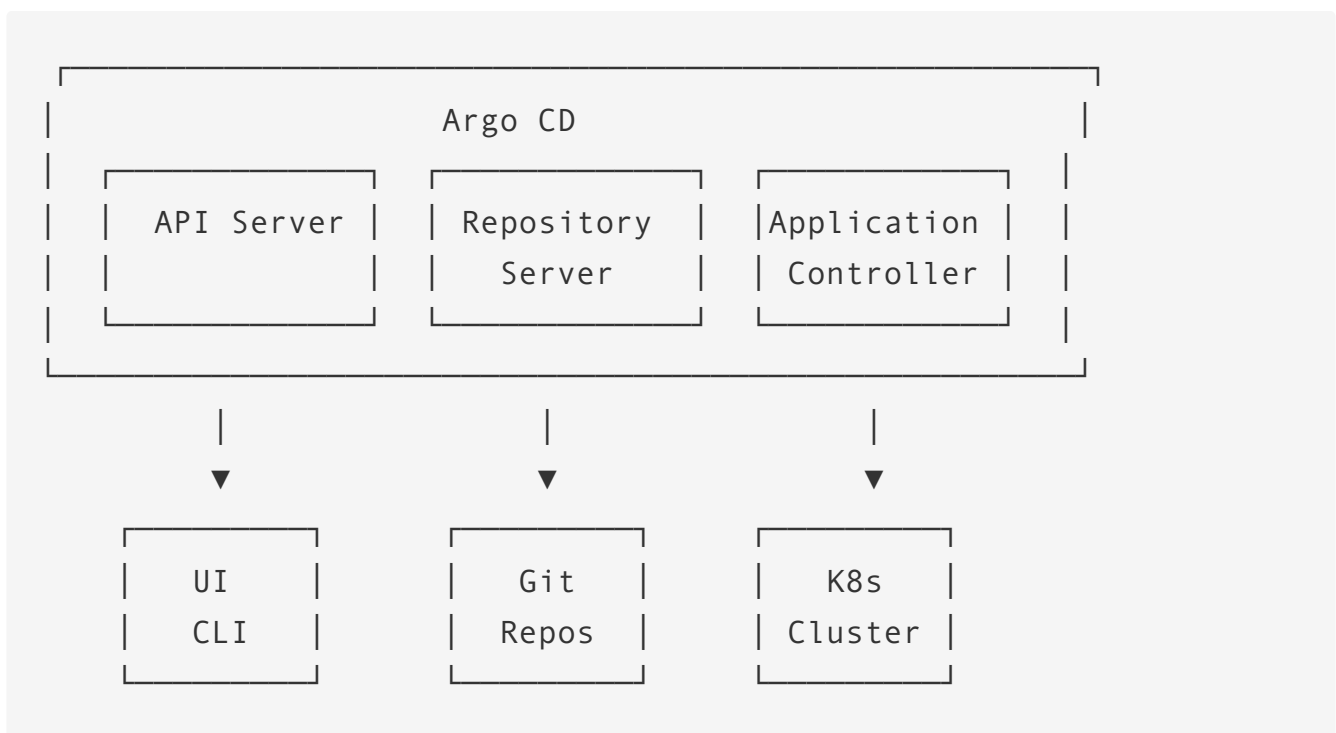 Argo CD
API Server Repository Application
Server Controller
UI Git K8s
CLI Repos Cluster